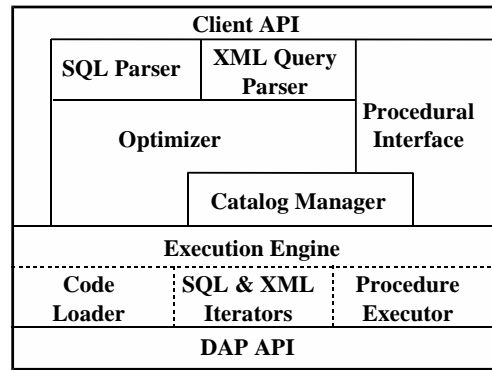 Client API
SQL Parser
XML Query
Parser
Procedural
Interface
Optimizer
Catalog Manager
Execution Engine
Code
Loader
SQL & XML
Iterators
Procedure
Executor
DAP API